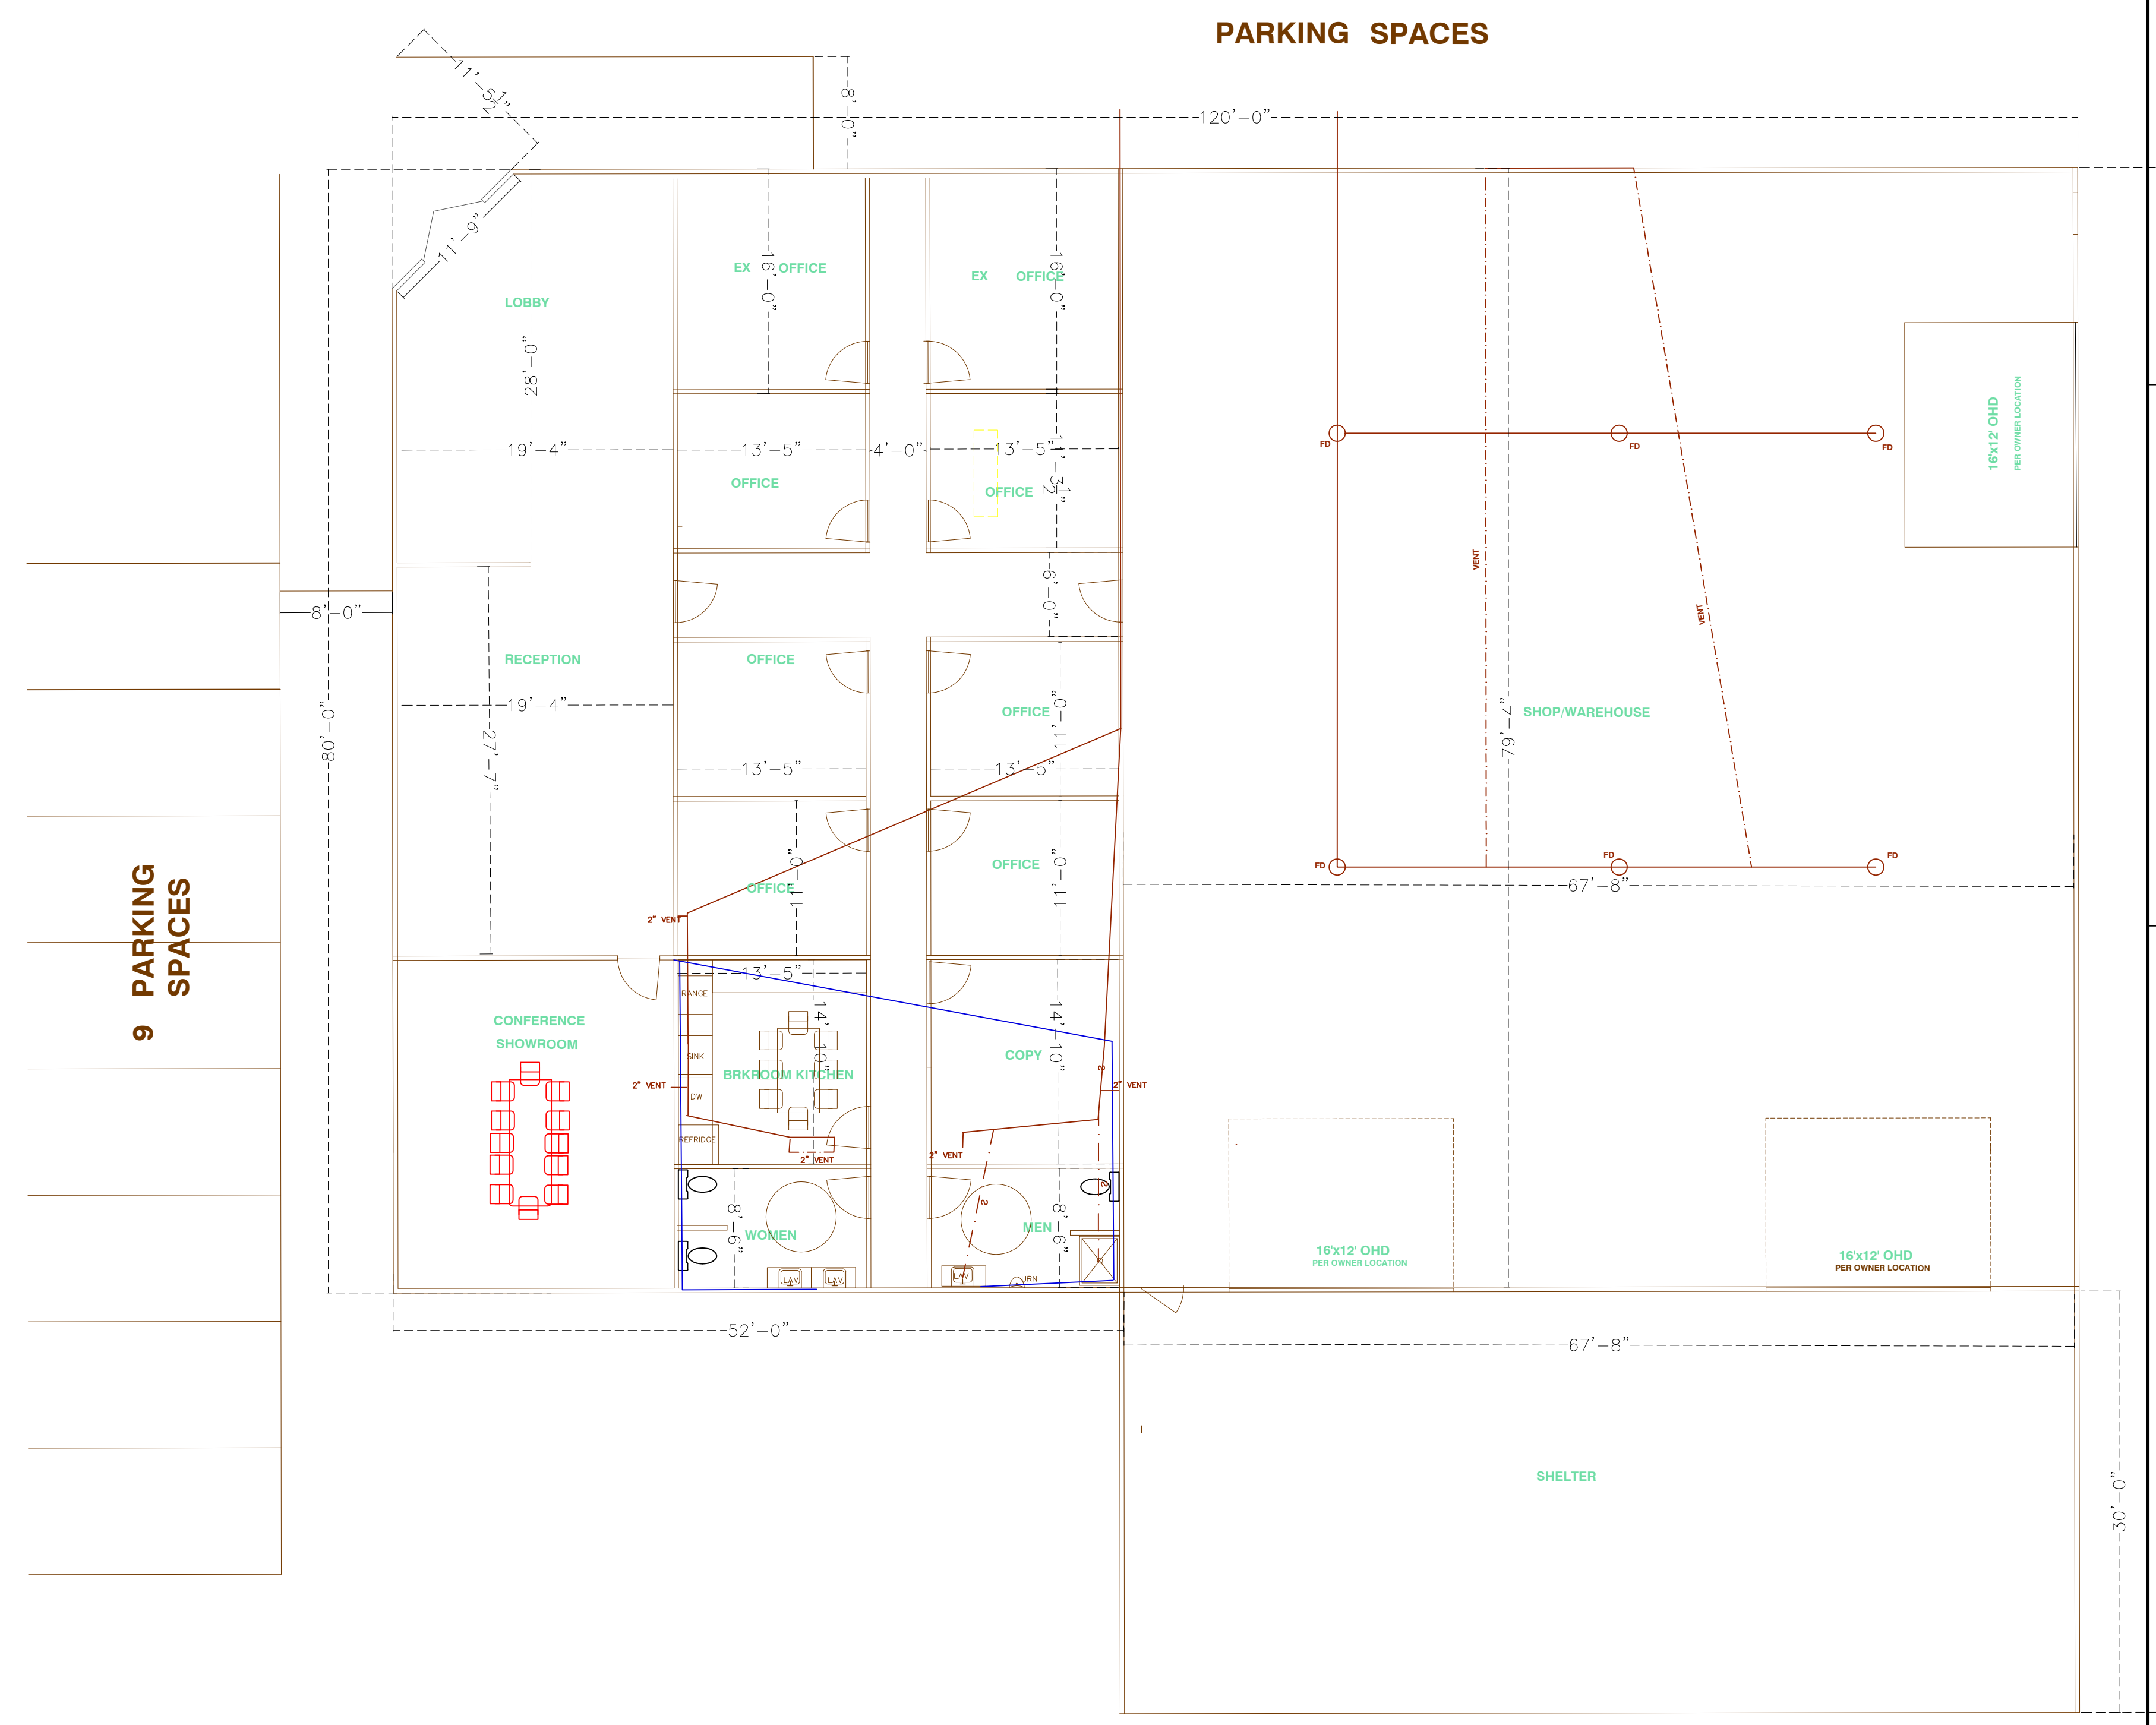 PARKING SPACES
11'-5 1/2"
8'-0"
120'-0"
11'-9"
EX OFFICE
16'-0"
EX OFFICE
16'-0"
LOBBY
28'-0"
16'x12' OHD
PER OWNER LOCATION
FD
FD
FD
19'-4"
13'-5"
4'-0"
13'-5"
11'-3 1/2"
OFFICE
OFFICE
VENT
VENT
6'-0"
8'-0"
RECEPTION
OFFICE
19'-4"
OFFICE
11'-0"
SHOP/WAREHOUSE
80'-0"
27'-7"
79'-4"
13'-5"
13'-5"
OFFICE
11'-0"
OFFICE
11'-0"
FD
FD
FD
67'-8"
9 PARKING
SPACES
2" VENT
13'-5"
RANGE
CONFERENCE
SHOWROOM
14'-10"
14'-10"
SINK
COPY
BRKROOM KITCHEN
2" VENT
2" VENT
DW
S
REFRIDGE
2" VENT
2" VENT
S
S
8'-6"
WOMEN
MEN
8'-6"
LAV
LAV
LAV
URN
16'x12' OHD
PER OWNER LOCATION
16'x12' OHD
PER OWNER LOCATION
52'-0"
67'-8"
SHELTER
30'-0"